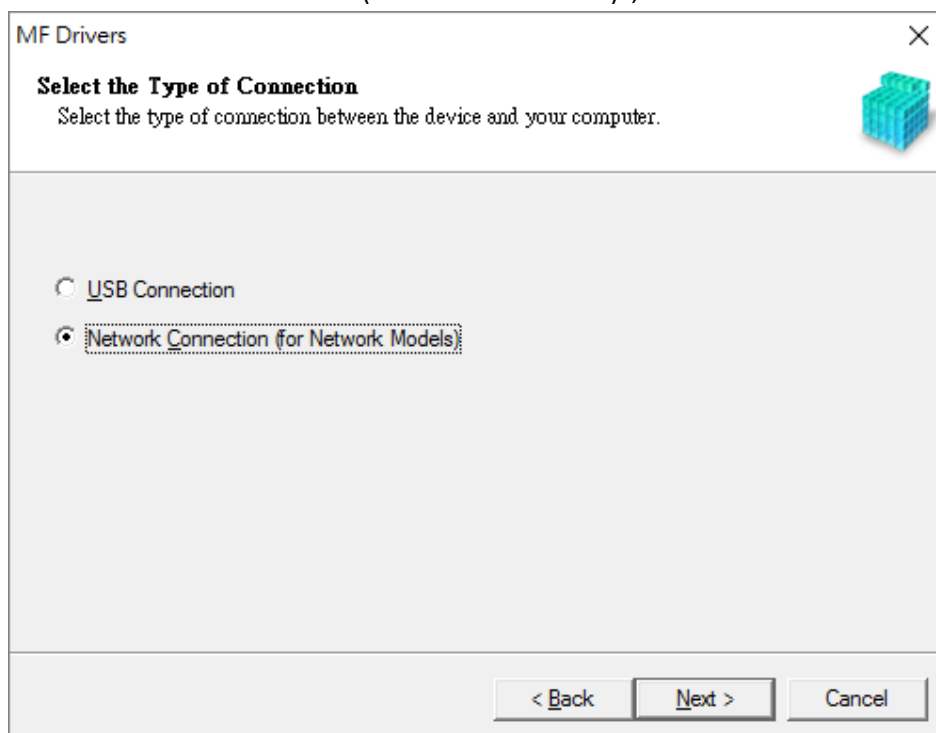 MF Drivers
Select the Type of Connection
Select the type of connection between the device and your computer.
USB Connection
Network Connection (for Network Models)
< Back Next > Cancel